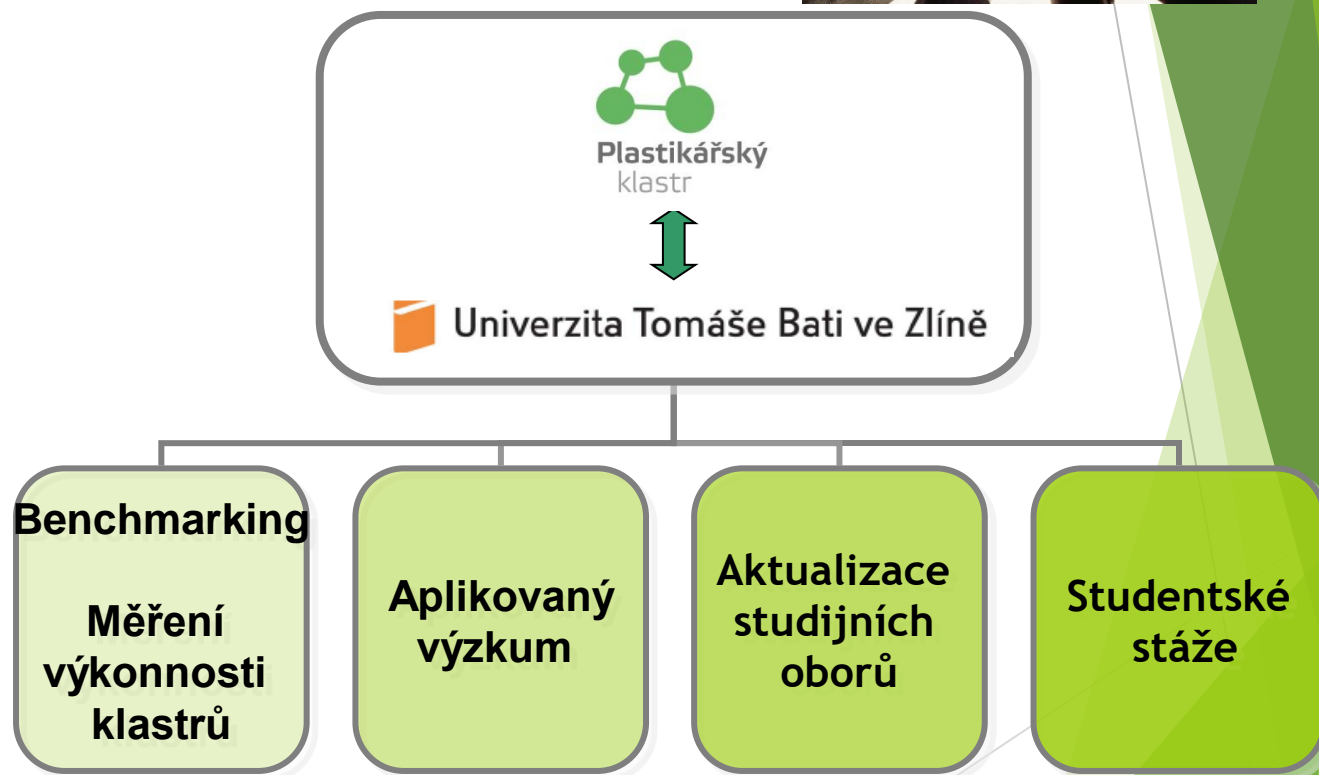 Plastikářský
klastr
Univerzita Tomáše Bati ve Zlíně
Benchmarking
Měření
výkonnosti
klastrů
Aplikovaný
výzkum
Aktualizace
studijních
oborů
Studentské
stáže